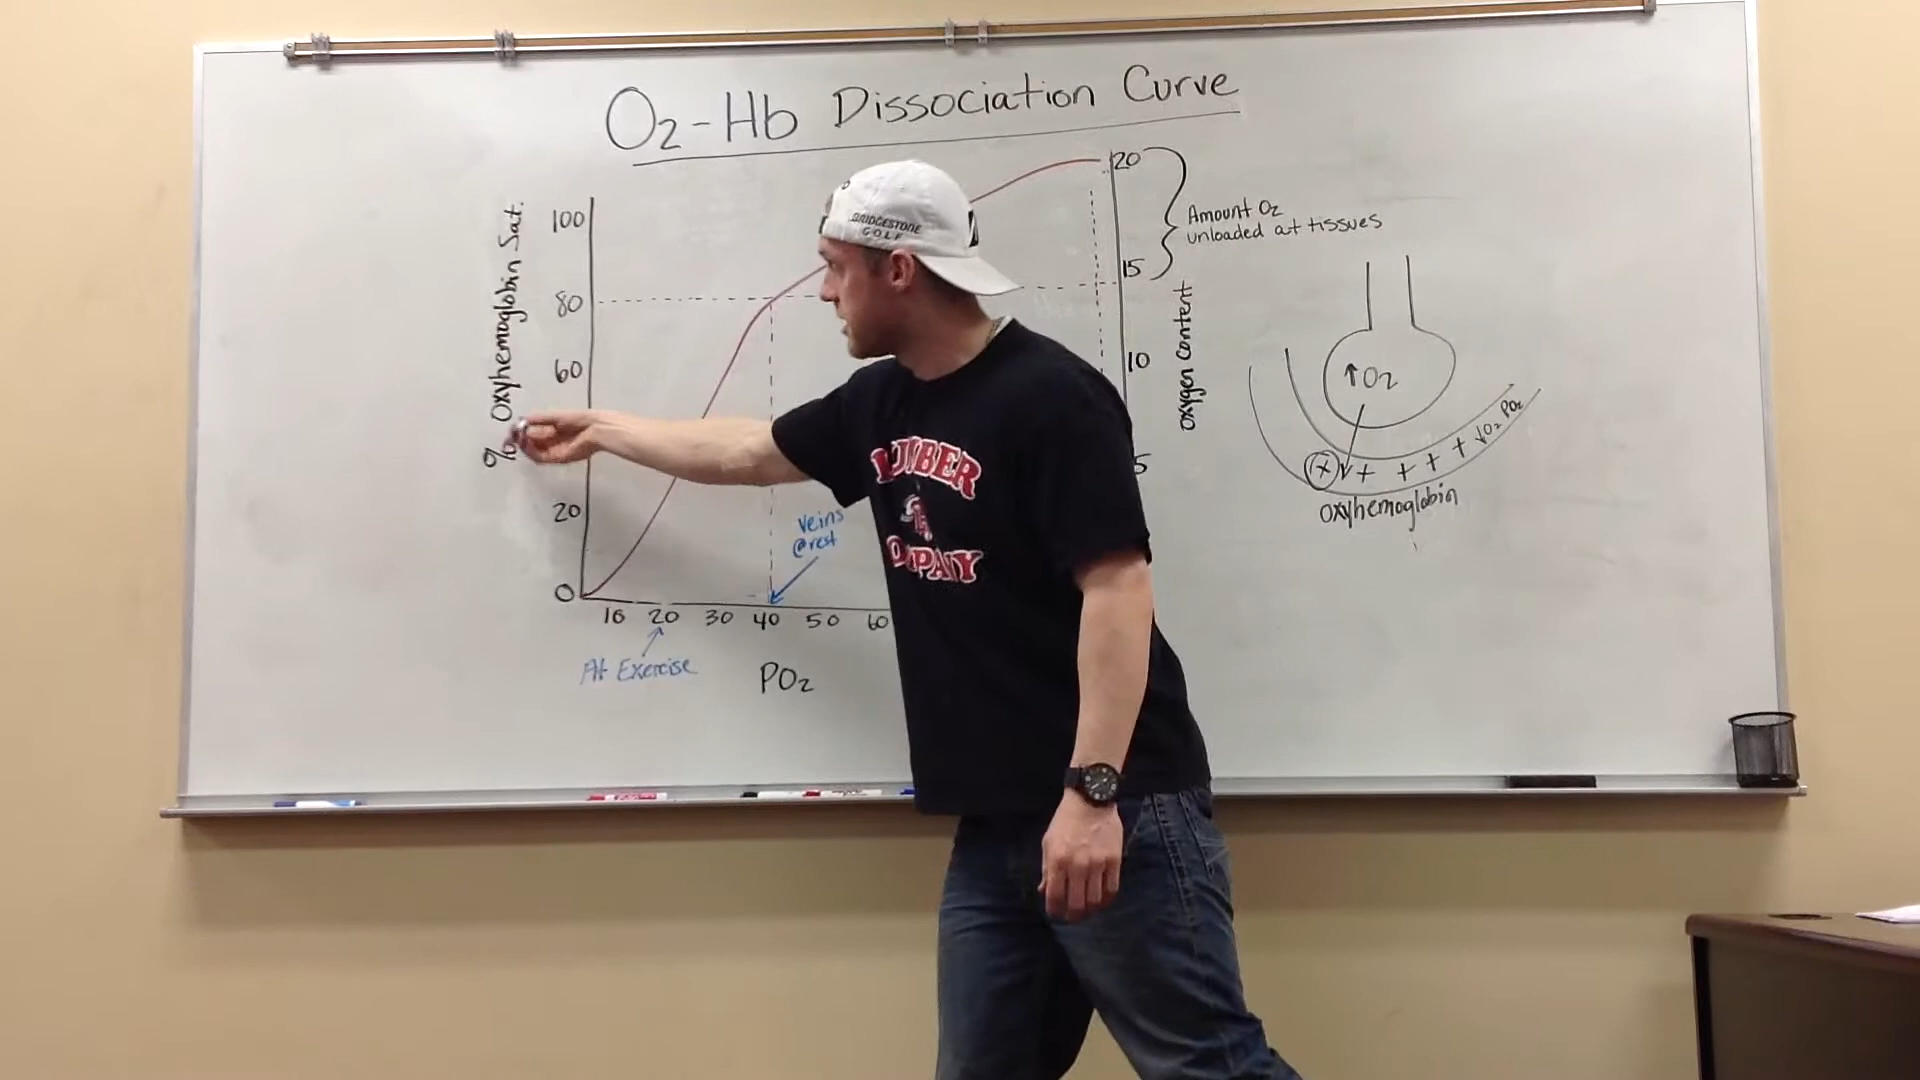 O₂-Hb Dissociation Curve
% Oxyhemoglobin Sat.
100
80
60
20
0
10 20 30 40 50 60
PO₂
At Exercise
Veins
@rest
20
15
10
5
oxygen content
Amount O₂
unloaded at tissues
↑O₂
+ + + + +
↓O₂ PO₂
oxyhemoglobin
BRIDGESTONE
GOLF
COMPANY